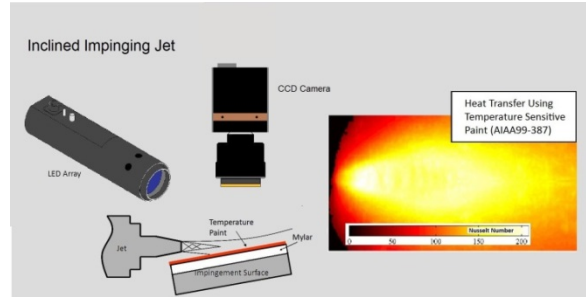 Inclined Impinging Jet
CCD Camera
LED Array
Heat Transfer Using
Temperature Sensitive
Paint (AIAA99-387)
Temperature
Paint
Mylar
Jet
Impingement Surface
Nusselt Number
0 50 100 150 200